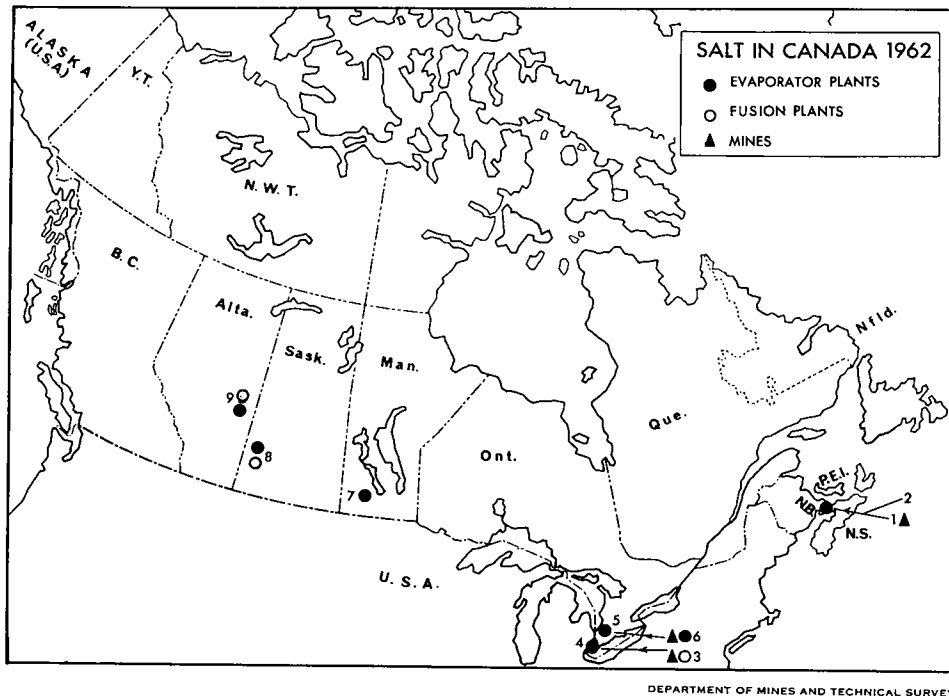 SALT IN CANADA 1962
EVAPORATOR PLANTS
FUSION PLANTS
MINES
ALASKA
(U.S.A)
Y.T.
N.W.T.
B.C.
Alta.
Sask.
Man.
Nfld.
Que.
Ont.
P.E.I.
N.B.
N.S.
U.S.A.
9
8
7
2
1
5
6
4
3
DEPARTMENT OF MINES AND TECHNICAL SURVEY